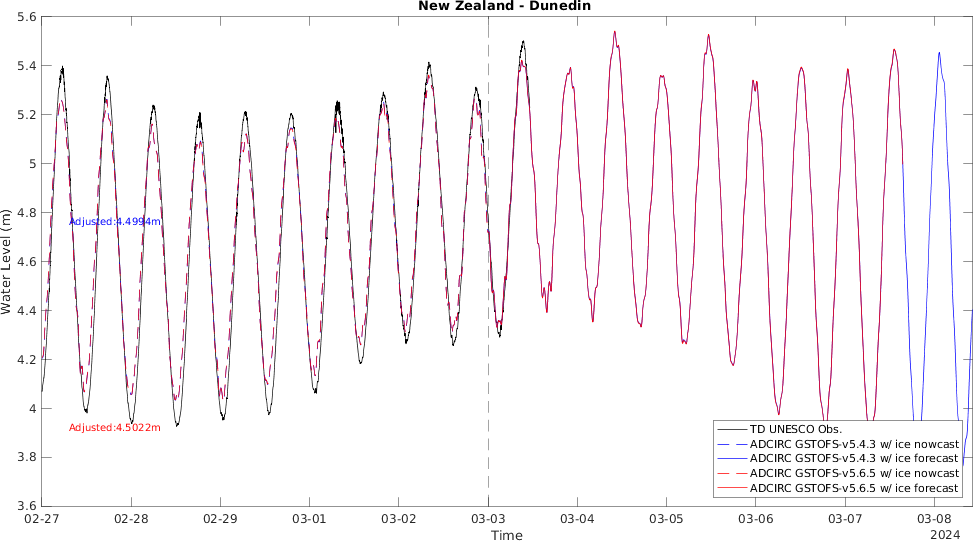 New Zealand - Dunedin
5.6
5.4
5.2
5
4.8
4.6
4.4
4.2
4
3.8
3.6
Water Level (m)
Adjusted:4.4994m
Adjusted:4.5022m
TD UNESCO Obs.
ADCIRC GSTOFS-v5.4.3 w/ ice nowcast
ADCIRC GSTOFS-v5.4.3 w/ ice forecast
ADCIRC GSTOFS-v5.6.5 w/ ice nowcast
ADCIRC GSTOFS-v5.6.5 w/ ice forecast
02-27 02-28 02-29 03-01 03-02 03-03 03-04 03-05 03-06 03-07 03-08
Time
2024